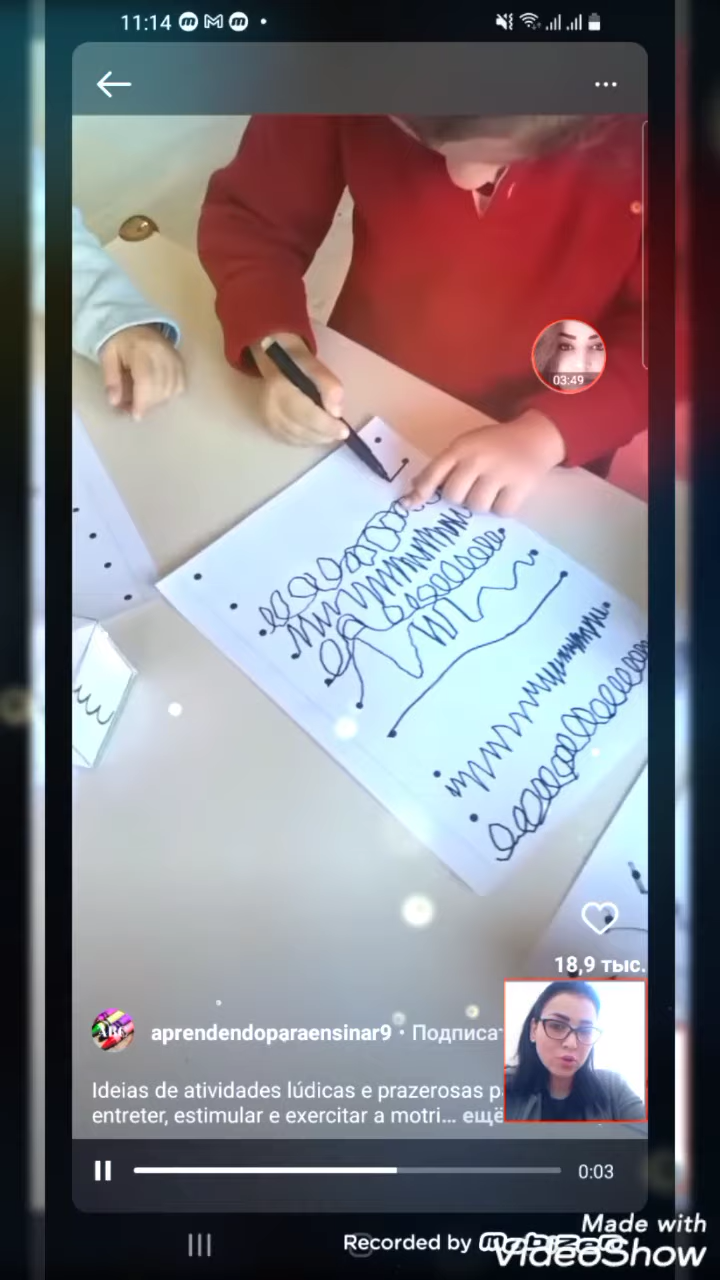 11:14
03:49
18,9 тыс.
ABC
aprendendoparaensinar9 · Подписат
Ideias de atividades lúdicas e prazerosas p
entreter, estimular e exercitar a motri... ещё
0:03
Made with
Recorded by
VideoShow